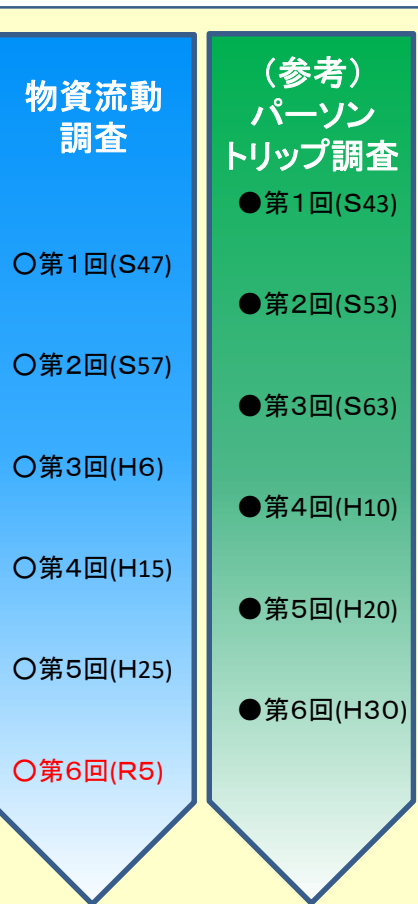 物資流動
調査
○第1回(S47)
○第2回(S57)
○第3回(H6)
○第4回(H15)
○第5回(H25)
○第6回(R5)
（参考）
パーソン
トリップ調査
●第1回(S43)
●第2回(S53)
●第3回(S63)
●第4回(H10)
●第5回(H20)
●第6回(H30)